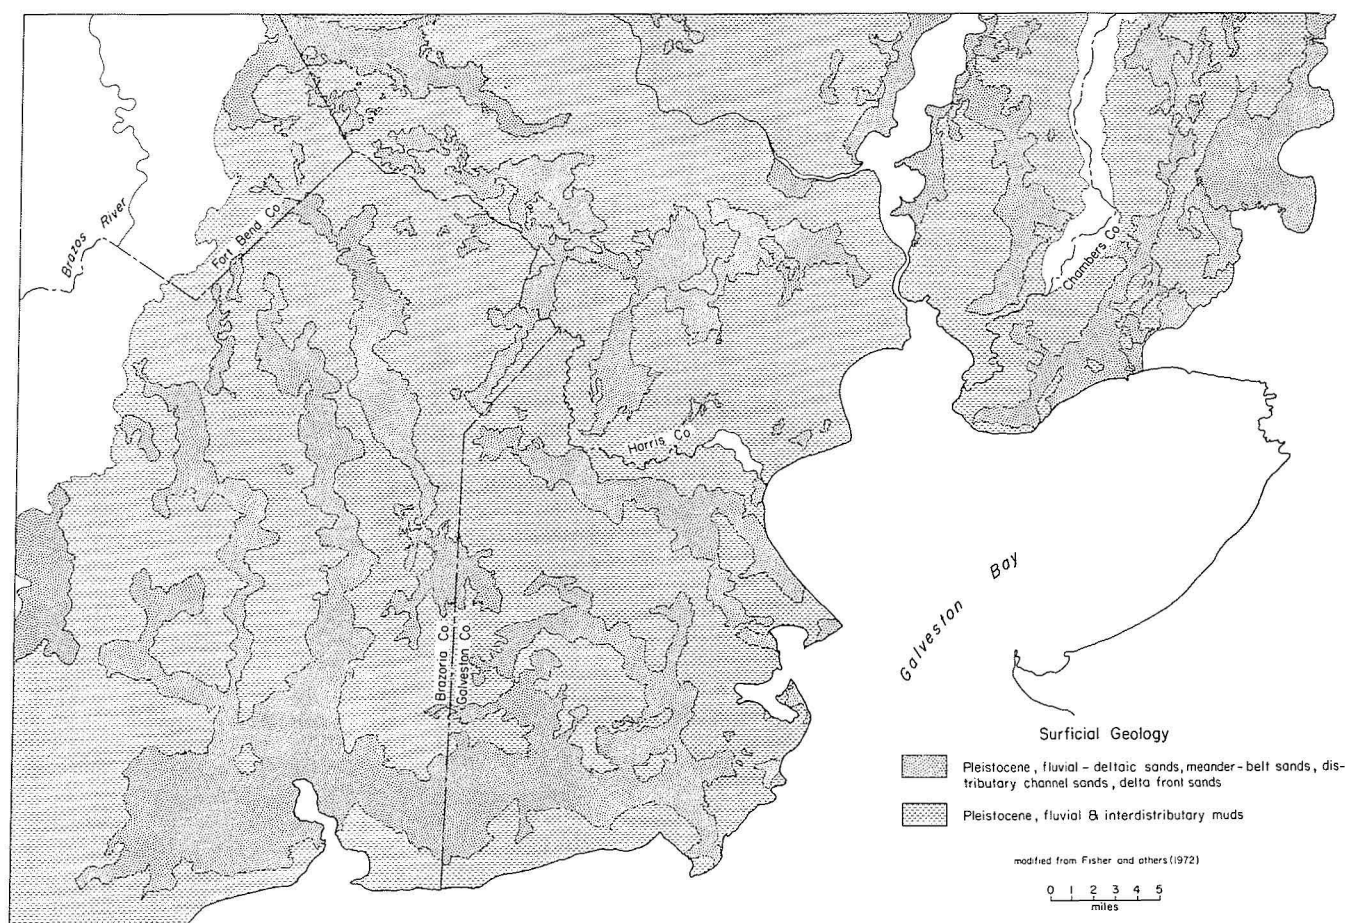 Brazos River
Fort Bend Co.
Chambers Co.
Harris Co
Brazoria Co.
Galveston Co
Galveston Bay
Surficial Geology
Pleistocene, fluvial - deltaic sands, meander-belt sands, dis-
tributary channel sands, delta front sands
Pleistocene, fluvial & interdistributary muds
modified from Fisher and others (1972)
0 1 2 3 4 5
miles